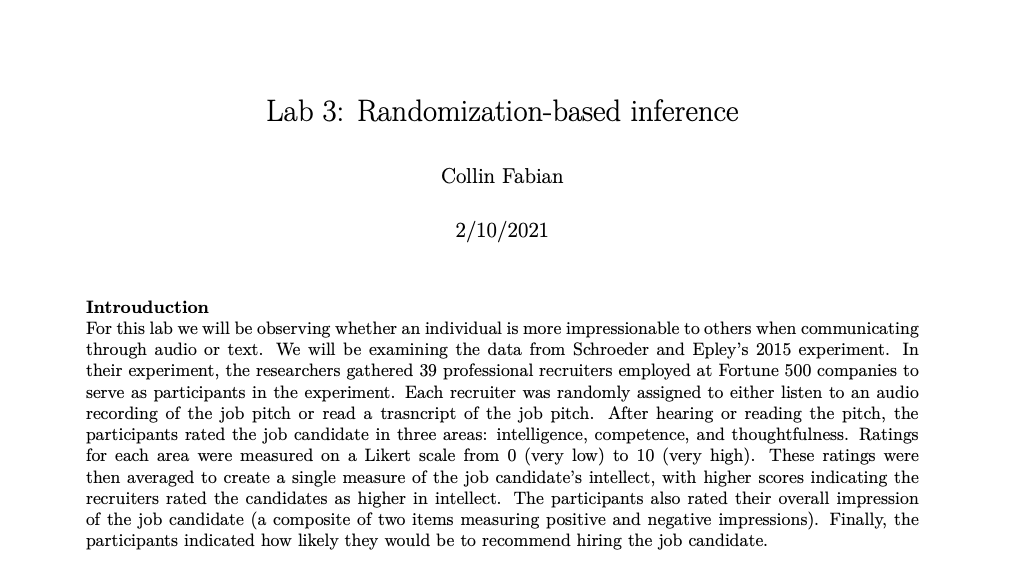 Lab 3: Randomization-based inference
Collin Fabian
2/10/2021
Introuduction
For this lab we will be observing whether an individual is more impressionable to others when communicating
through audio or text. We will be examining the data from Schroeder and Epley's 2015 experiment. In
their experiment, the researchers gathered 39 professional recruiters employed at Fortune 500 companies to
serve as participants in the experiment. Each recruiter was randomly assigned to either listen to an audio
recording of the job pitch or read a trasncript of the job pitch. After hearing or reading the pitch, the
participants rated the job candidate in three areas: intelligence, competence, and thoughtfulness. Ratings
for each area were measured on a Likert scale from 0 (very low) to 10 (very high). These ratings were
then averaged to create a single measure of the job candidate's intellect, with higher scores indicating the
recruiters rated the candidates as higher in intellect. The participants also rated their overall impression
of the job candidate (a composite of two items measuring positive and negative impressions). Finally, the
participants indicated how likely they would be to recommend hiring the job candidate.